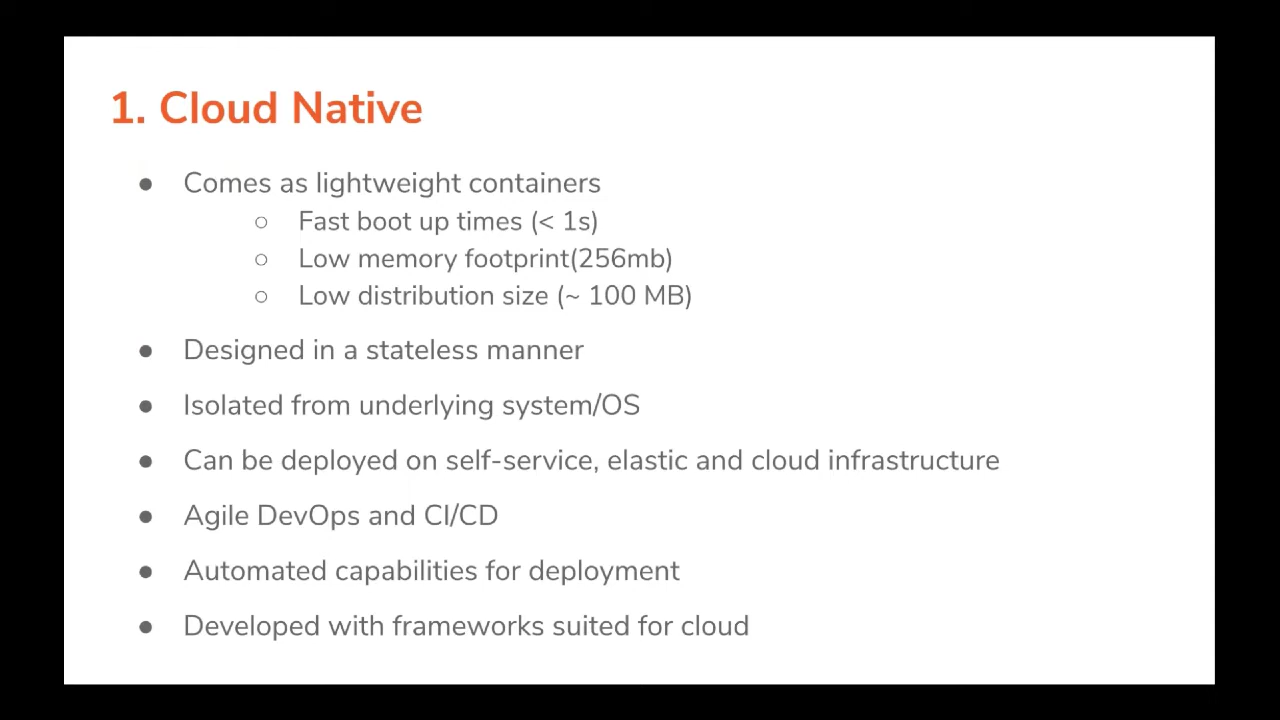 1. Cloud Native
● Comes as lightweight containers
○ Fast boot up times (< 1s)
○ Low memory footprint(256mb)
○ Low distribution size (~ 100 MB)
● Designed in a stateless manner
● Isolated from underlying system/OS
● Can be deployed on self-service, elastic and cloud infrastructure
● Agile DevOps and CI/CD
● Automated capabilities for deployment
● Developed with frameworks suited for cloud